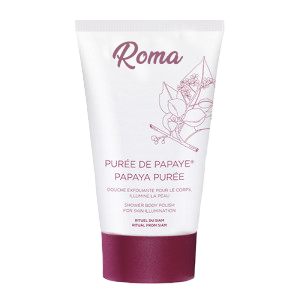 Roma
PURÉE DE PAPAYE®
PAPAYA PURÉE
DOUCHE EXFOLIANTE POUR LE CORPS,
ILLUMINE LA PEAU
SHOWER BODY POLISH
FOR SKIN ILLUMINATION
RITUEL DU SIAM
RITUAL FROM SIAM